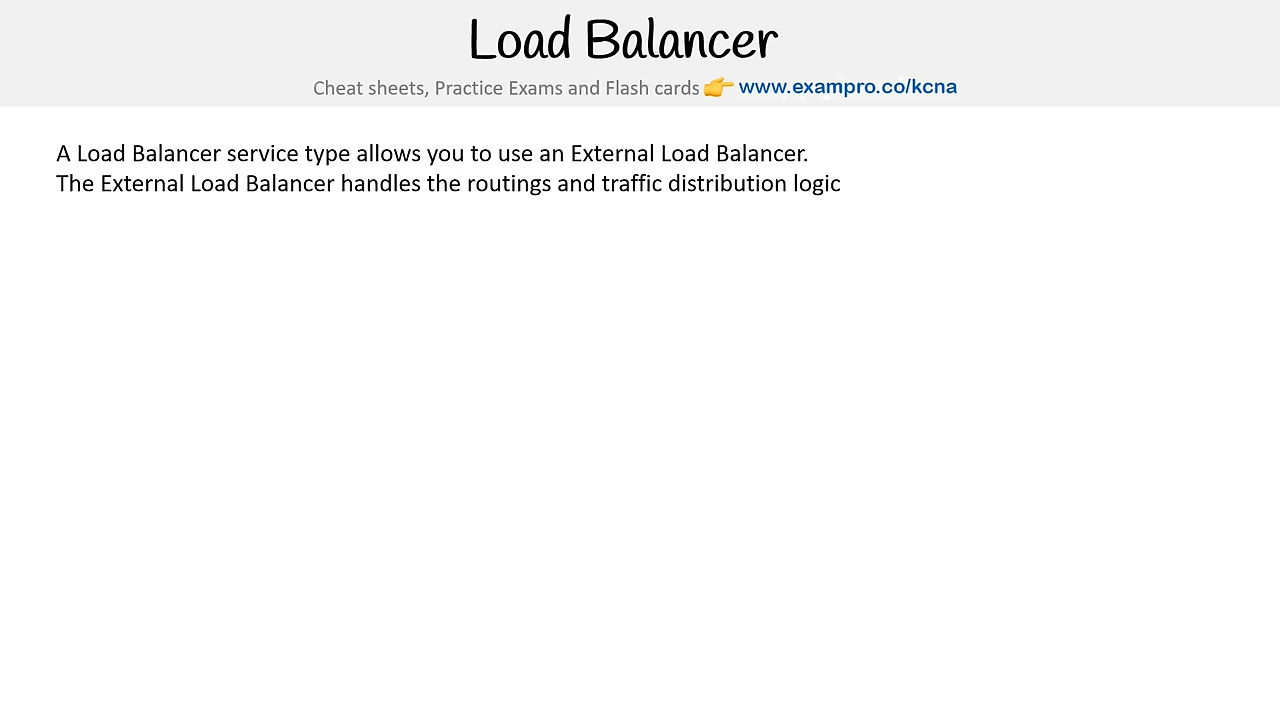 Load Balancer
Cheat sheets, Practice Exams and Flash cards 👉 www.exampro.co/kcna
A Load Balancer service type allows you to use an External Load Balancer.
The External Load Balancer handles the routings and traffic distribution logic